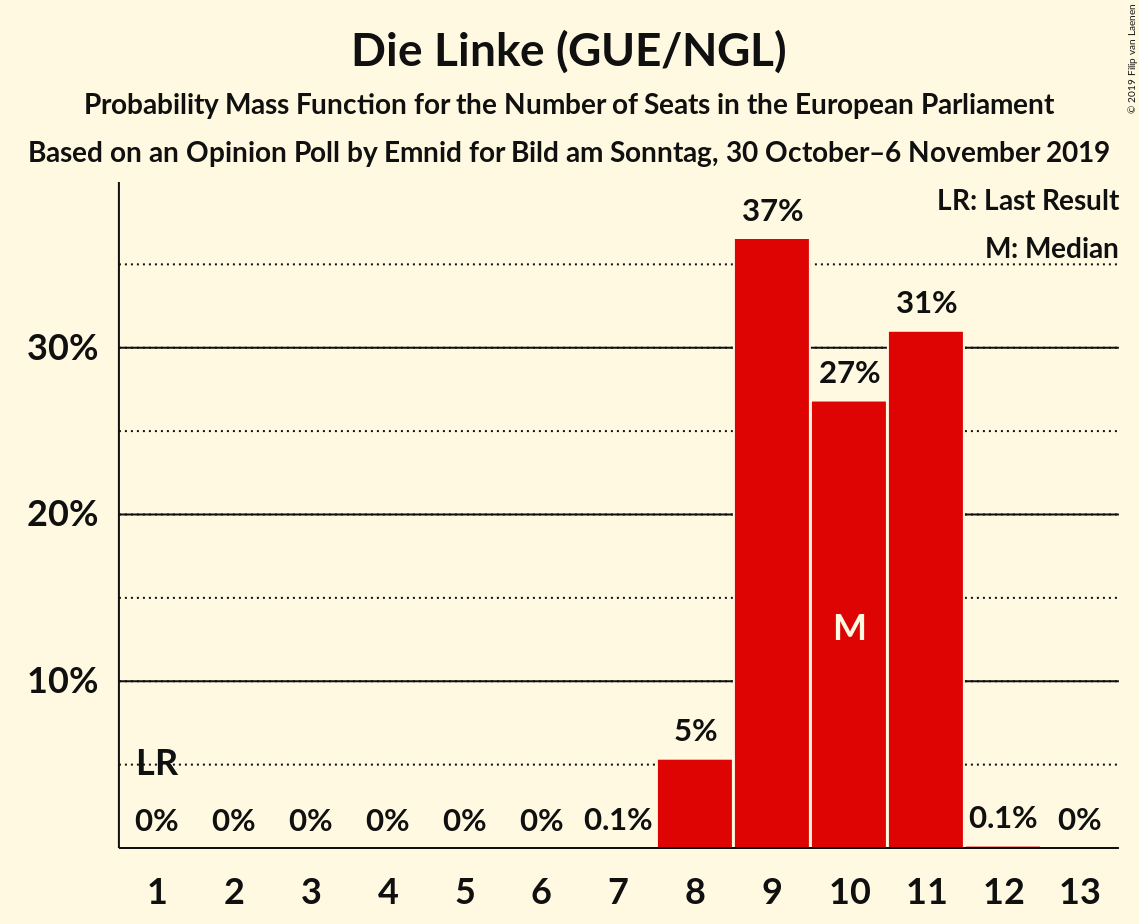 Die Linke (GUE/NGL)
Probability Mass Function for the Number of Seats in the European Parliament
Based on an Opinion Poll by Emnid for Bild am Sonntag, 30 October–6 November 2019
© 2019 Filip van Laenen
LR: Last Result
M: Median
37%
31%
30%
27%
20%
M
10%
5%
LR
0% 0% 0% 0% 0% 0% 0.1% 0.1% 0%
1 2 3 4 5 6 7 8 9 10 11 12 13